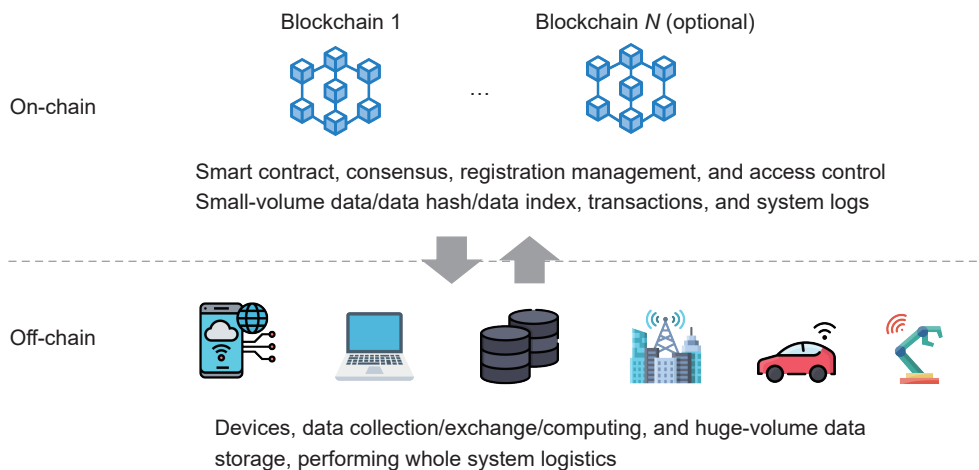 Blockchain 1
Blockchain N (optional)
...
On-chain
Smart contract, consensus, registration management, and access control
Small-volume data/data hash/data index, transactions, and system logs
Off-chain
Devices, data collection/exchange/computing, and huge-volume data
storage, performing whole system logistics